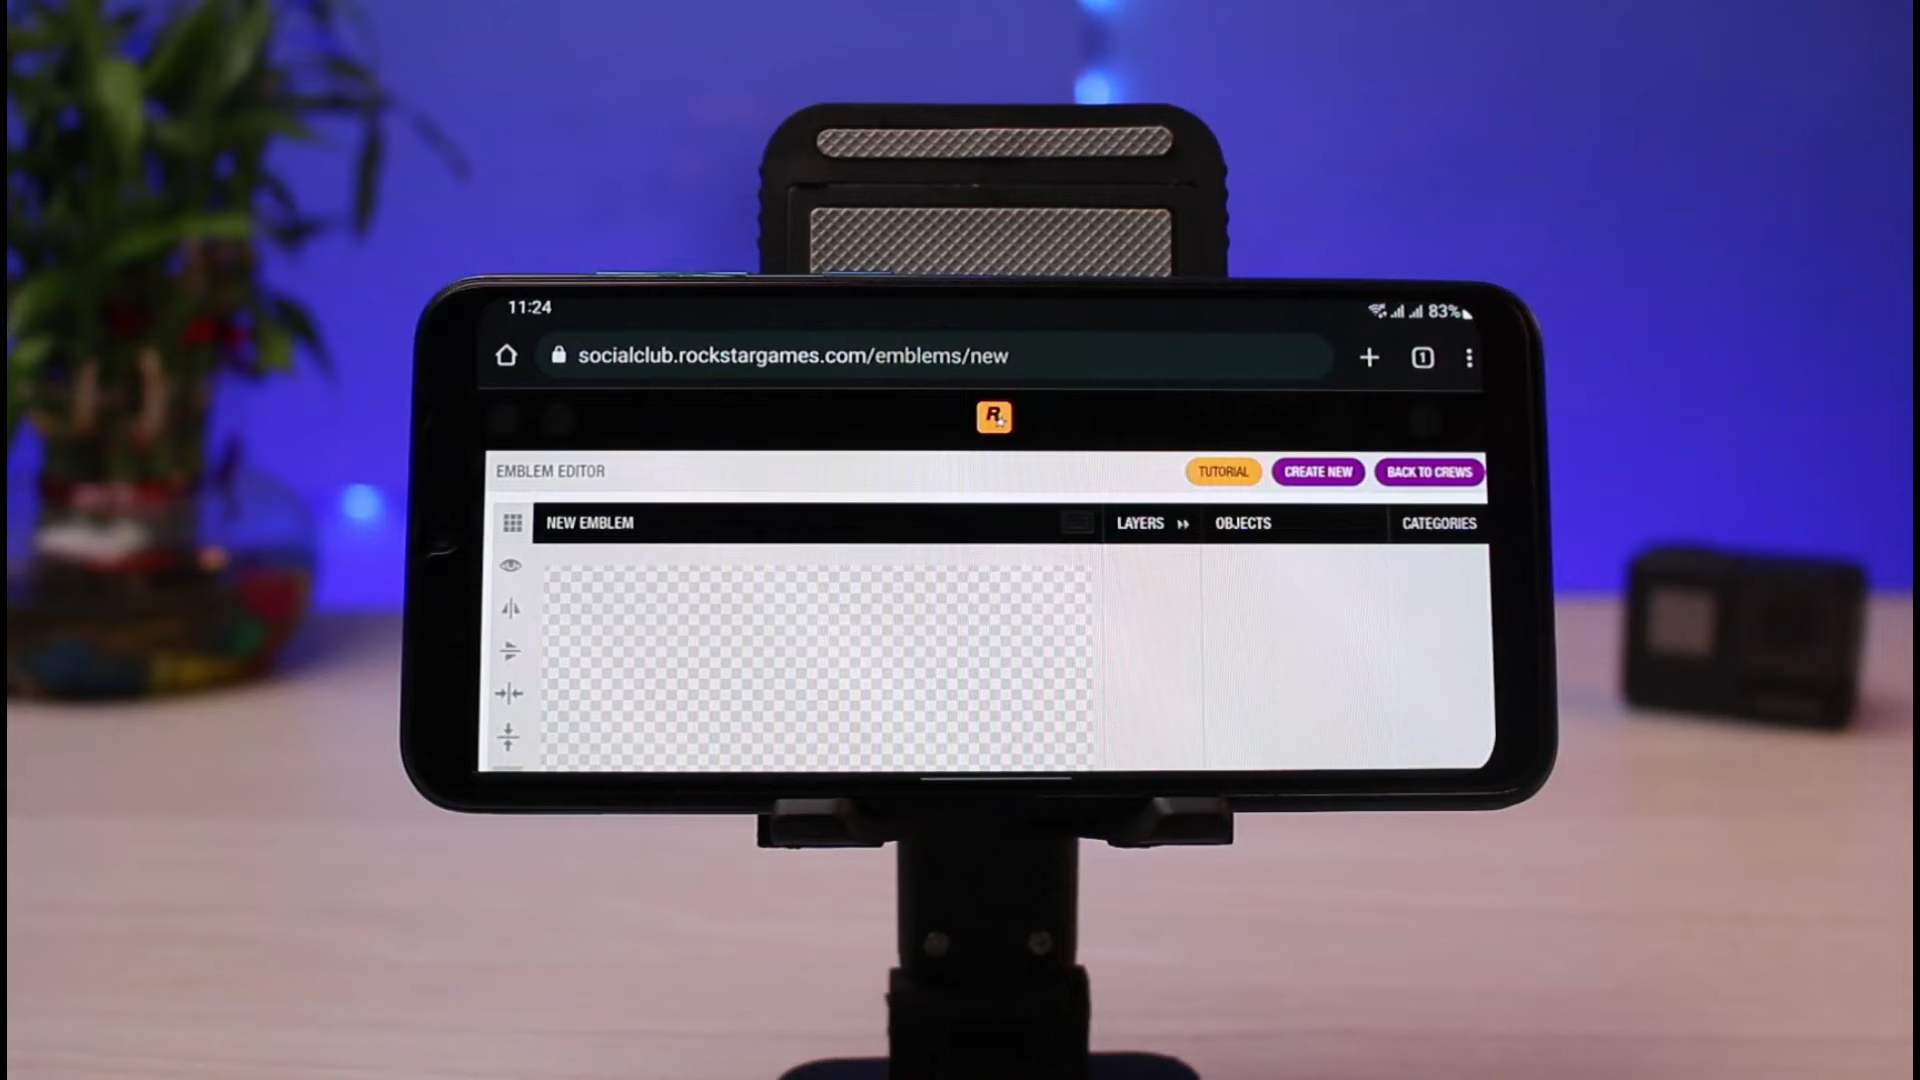 11:24
83%
socialclub.rockstargames.com/emblems/new
1
R
EMBLEM EDITOR
TUTORIAL
CREATE NEW
BACK TO CREWS
NEW EMBLEM
LAYERS
OBJECTS
CATEGORIES